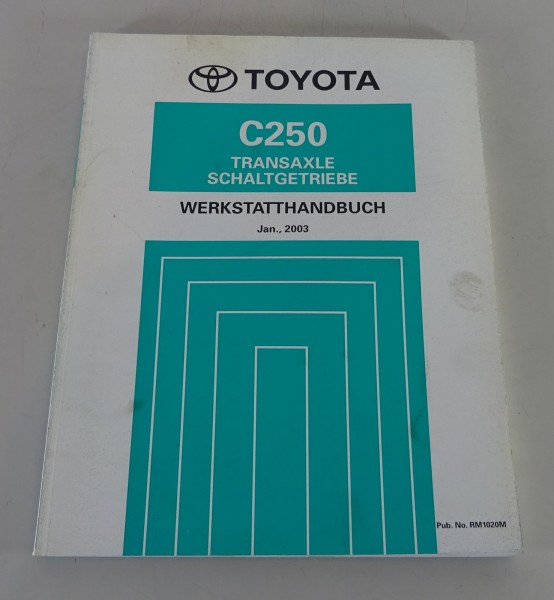 TOYOTA
C250
TRANSAXLE
SCHALTGETRIEBE
WERKSTATTHANDBUCH
Jan., 2003
Pub. No. RM1020M